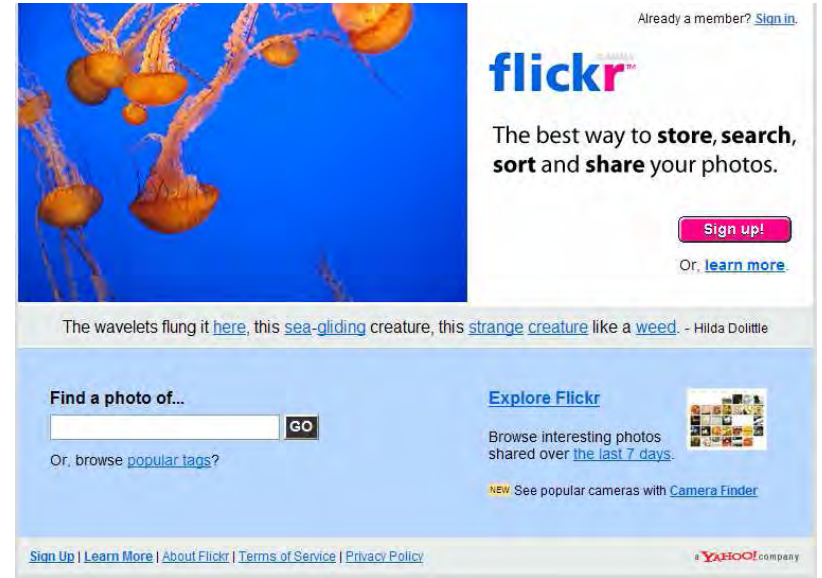 Already a member? Sign in.
flickr™
The best way to store, search,
sort and share your photos.
Sign up!
Or, learn more.
The wavelets flung it here, this sea-gliding creature, this strange creature like a weed. - Hilda Dolittle
Find a photo of...
GO
Or, browse popular tags?
Explore Flickr
Browse interesting photos
shared over the last 7 days.
NEW See popular cameras with Camera Finder
Sign Up | Learn More | About Flickr | Terms of Service | Privacy Policy
a YAHOO! company